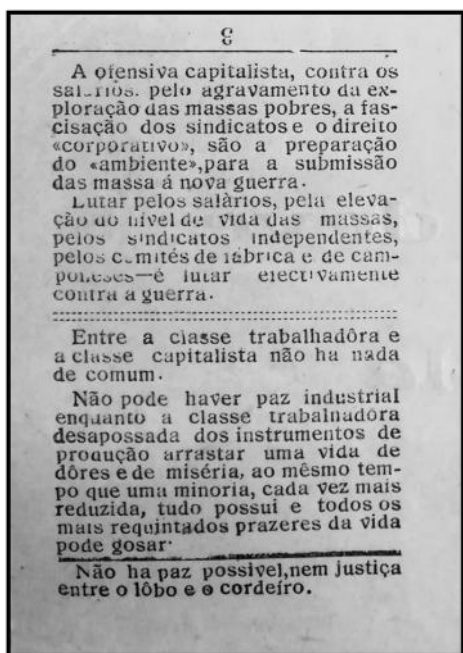 3
A ofensiva capitalista, contra os
salários. pelo agravamento da ex-
ploração das massas pobres, a fas-
cisação dos sindicatos e o direito
«corporativo», são a preparação
do «ambiente»,para a submissão
das massa á nova guerra.
Lutar pelos salàrios, pela eleva-
ção do nivel de vida das massas,
pelos sindicatos independentes,
pelos comités de fábrica e de cam-
poneses—é lutar efectivamente
contra a guerra.
Entre a classe trabalhadôra e
a classe capitalista não ha nada
de comum.
Não pode haver paz industrial
enquanto a classe trabalhadôra
desapossada dos instrumentos de
produção arrastar uma vida de
dôres e de miséria, ao mêsmo tem-
po que uma minoria, cada vez mais
reduzida, tudo possui e todos os
mais requintados prazeres da vida
pode gosar.
Não ha paz possivel,nem justiça
entre o lôbo e o cordeiro.